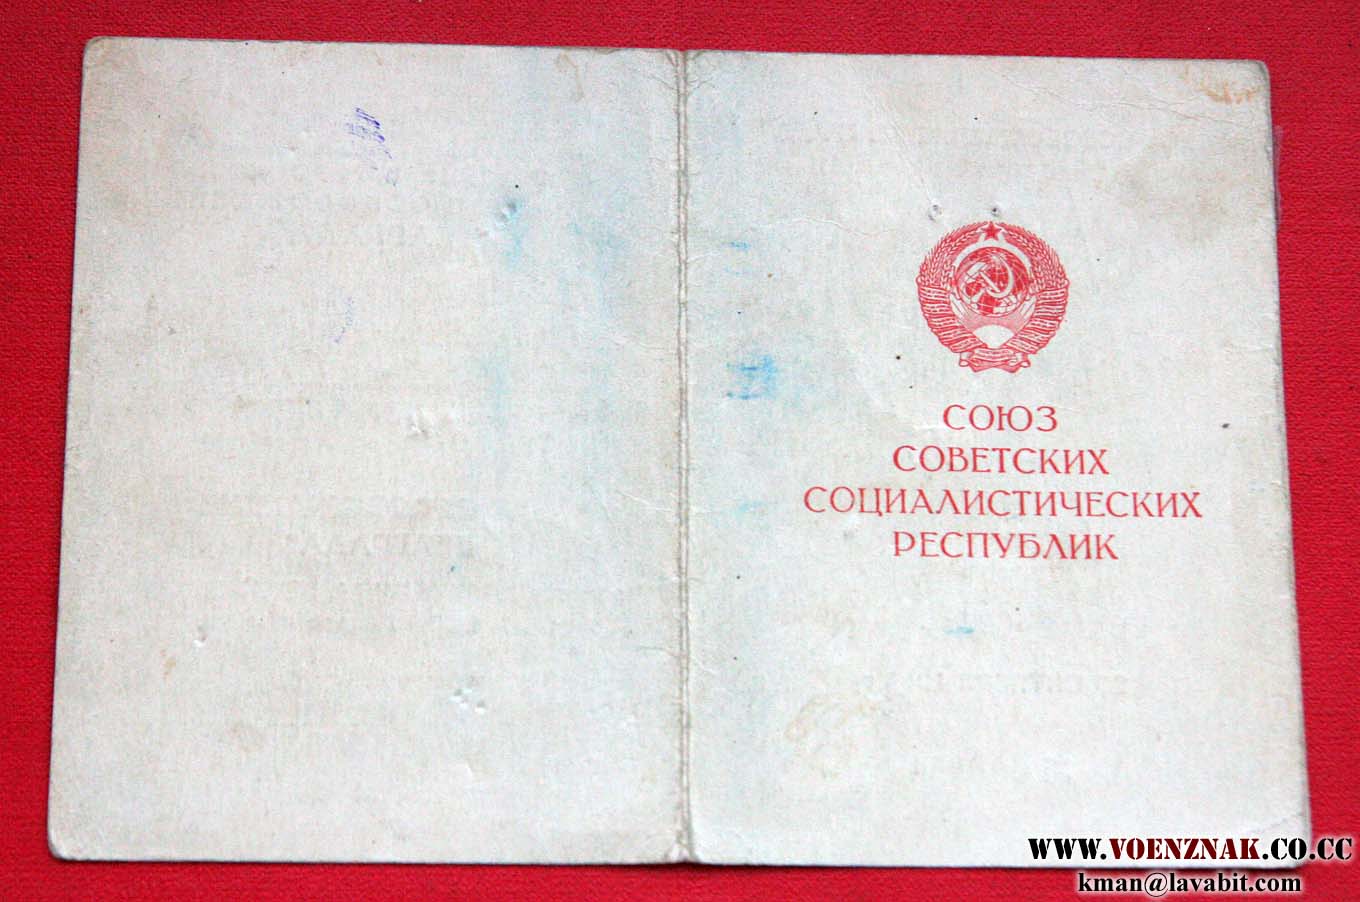 СОЮЗ
СОВЕТСКИХ
СОЦИАЛИСТИЧЕСКИХ
РЕСПУБЛИК
WWW.VOENZNAK.CO.CC
kman@lavabit.com